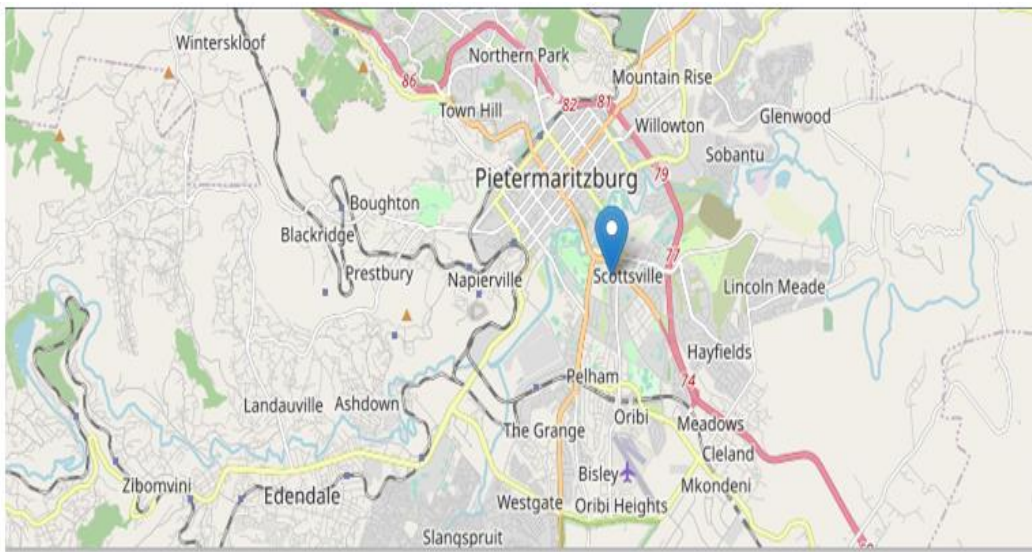 Winterskloof
Northern Park
86
Mountain Rise
Town Hill
82
81
Glenwood
Willowton
Sobantu
79
Pietermaritzburg
Boughton
Blackridge
77
Prestbury
Napierville
Scottsville
Lincoln Meade
Hayfields
Pelham
74
Landauville
Ashdown
Oribi
Meadows
The Grange
Cleland
Bisley
Zibomvini
Edendale
Mkondeni
Westgate
Oribi Heights
Slangspruit